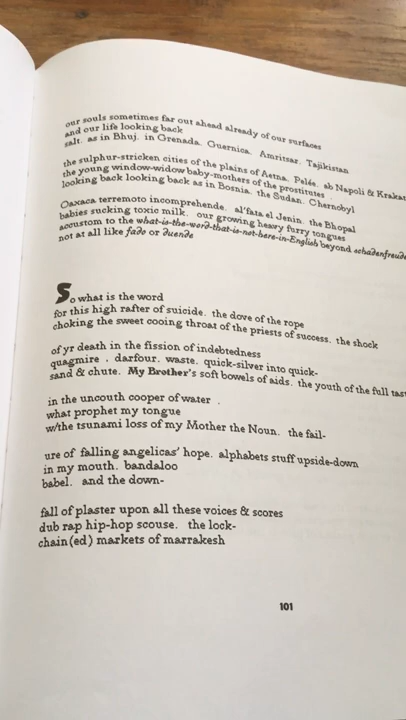 our souls sometimes far out ahead already of our surfaces
and our life looking back
salt. as in Bhuj. in Grenada. Guernica. Amritsar. Tajikistan
the sulphur-stricken cities of the plains of Aetna. Pelée. ab Napoli & Krakat
the young window-widow baby-mothers of the prostitutes .
looking back looking back as in Bosnia. the Sudan. Chernobyl
Oaxaca terremoto incomprehende. al'fata el Jenin. the Bhopal
babies sucking toxic milk. our growing heavy furry tongues
accustom to the what-is-the-word-that-is-not-here-in-English beyond schadenfreude
not at all like fado or duende
So what is the word
for this high rafter of suicide. the dove of the rope
choking the sweet cooing throat of the priests of success. the shock
of yr death in the fission of indebtedness
quagmire . darfour. waste. quick-silver into quick-
sand & chute. My Brother's soft bowels of aids. the youth of the full tast
in the uncouth cooper of water .
what prophet my tongue
w/the tsunami loss of my Mother the Noun. the fail-
ure of falling angelicas' hope. alphabets stuff upside-down
in my mouth. bandaloo
babel. and the down-
fall of plaster upon all these voices & scores
dub rap hip-hop scouse. the lock-
chain(ed) markets of marrakesh
101